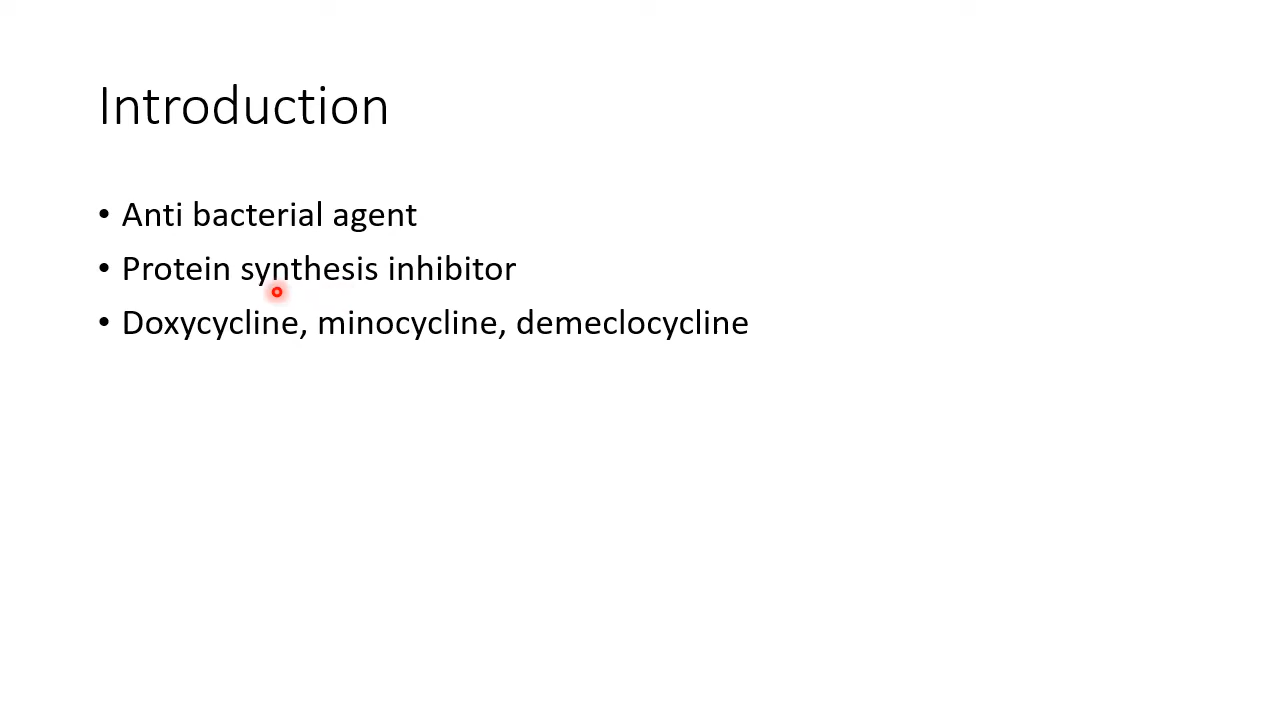 Introduction
• Anti bacterial agent
• Protein synthesis inhibitor
• Doxycycline, minocycline, demeclocycline